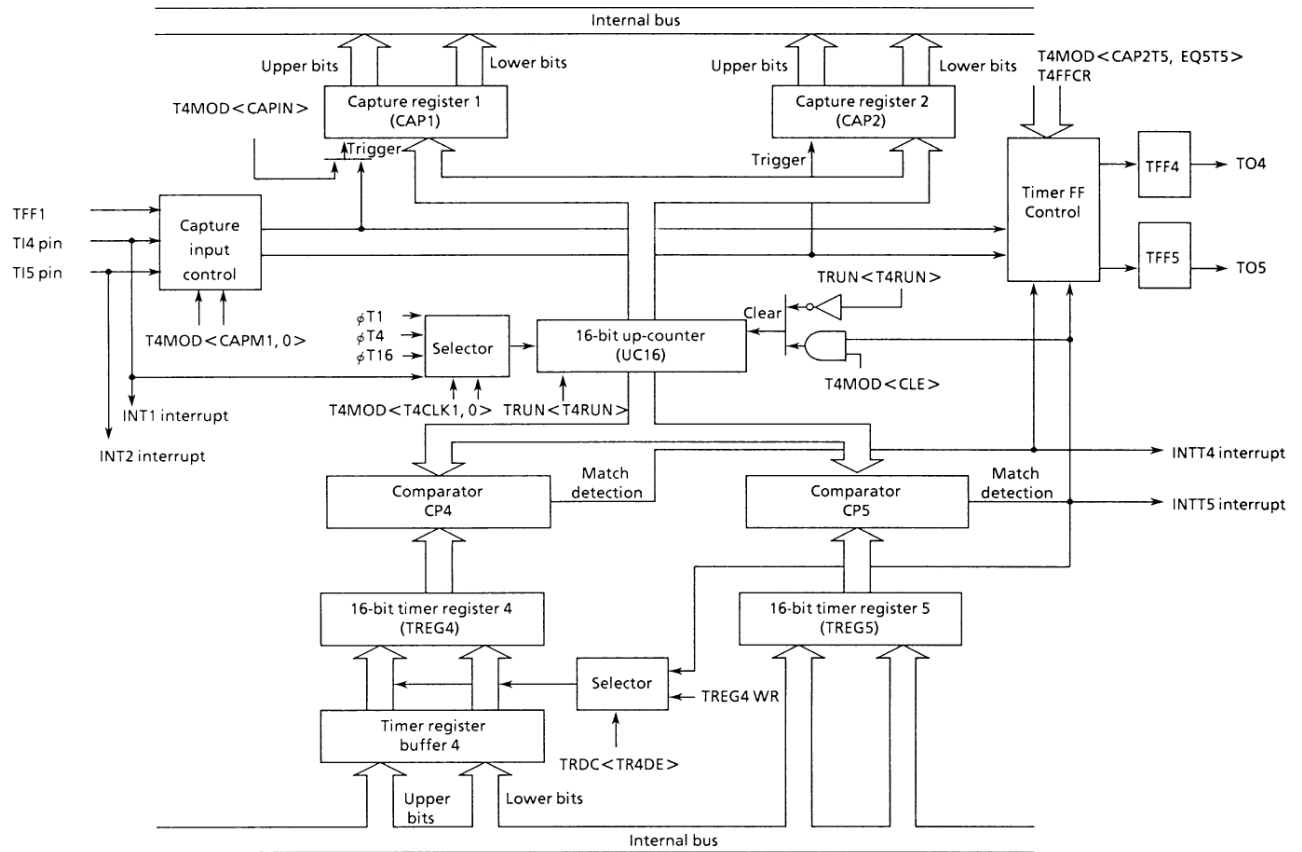 Internal bus
Upper bits
Lower bits
Upper bits
Lower bits
T4MOD<CAP2T5, EQ5T5>
T4FFCR
T4MOD<CAPIN>
Capture register 1
(CAP1)
Capture register 2
(CAP2)
Trigger
Trigger
TFF4
TO4
TFF1
TI4 pin
TI5 pin
Capture
input
control
Timer FF
Control
TFF5
TO5
TRUN<T4RUN>
Clear
T4MOD<CAPM1, 0>
φT1
φT4
φT16
Selector
16-bit up-counter
(UC16)
T4MOD<CLE>
T4MOD<T4CLK1, 0>
TRUN<T4RUN>
INT1 interrupt
INT2 interrupt
INTT4 interrupt
Comparator
CP4
Match
detection
Comparator
CP5
Match
detection
INTT5 interrupt
16-bit timer register 4
(TREG4)
16-bit timer register 5
(TREG5)
Selector
TREG4 WR
Timer register
buffer 4
TRDC<TR4DE>
Upper
bits
Lower bits
Internal bus